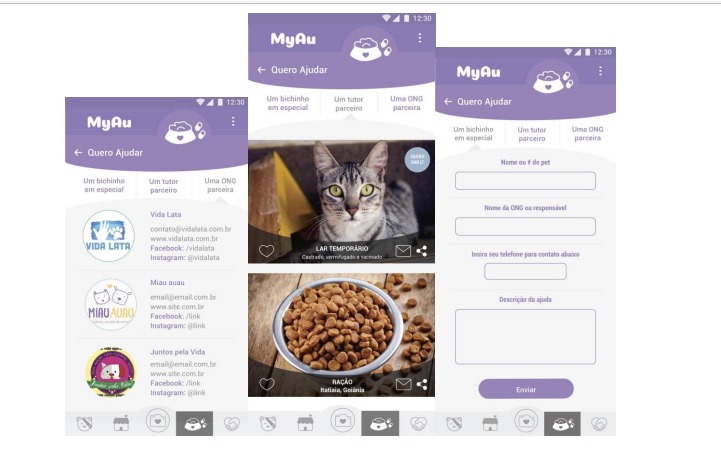 12:30
MyAu
← Quero Ajudar
Um bichinho
em especial
Um tutor
parceiro
Uma ONG
parceira
VIDA LATA
Vida Lata
contato@vidalata.com.br
www.vidalata.com.br
Facebook: /vidalata
Instagram: @vidalata
MIAU AUAU
Miau auau
email@email.com.br
www.site.com.br
Facebook: /link
Instagram: @link
Juntos pela Vida
Juntos pela Vida
email@email.com.br
www.site.com.br
Facebook: /link
Instagram: @link
12:30
MyAu
← Quero Ajudar
Um bichinho
em especial
Um tutor
parceiro
Uma ONG
parceira
LAR TEMPORÁRIO
Castrado, vermifugado e vacinado
RAÇÃO
Itatiaia, Goiânia
12:30
MyAu
← Quero Ajudar
Um bichinho
em especial
Um tutor
parceiro
Uma ONG
parceira
Nome ou # do pet
Nome da ONG ou responsável
Insira seu telefone para contato abaixo
Descrição da ajuda
Enviar